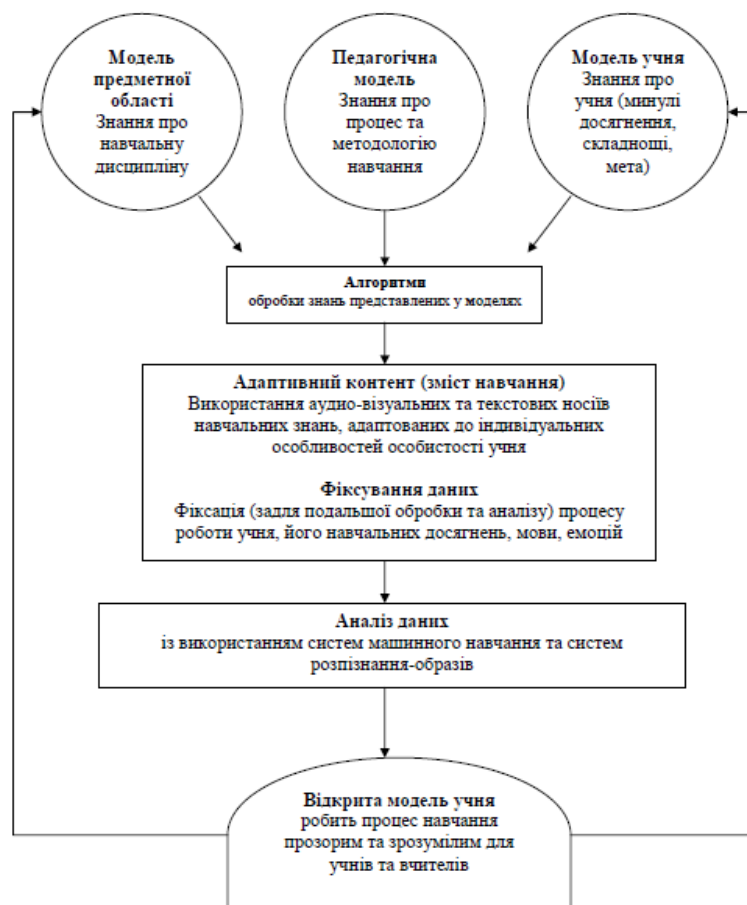 Модель
предметної
області
Знання про
навчальну
дисципліну
Педагогічна
модель
Знання про
процес та
методологію
навчання
Модель учня
Знання про
учня (минулі
досягнення,
складнощі,
мета)
Алгоритми
обробки знань представлених у моделях
Адаптивний контент (зміст навчання)
Використання аудио-візуальних та текстових носіїв
навчальних знань, адаптованих до індивідуальних
особливостей особистості учня
Фіксування даних
Фіксація (задля подальшої обробки та аналізу) процесу
роботи учня, його навчальних досягнень, мови, емоцій
Аналіз даних
із використанням систем машинного навчання та систем
розпізнання-образів
Відкрита модель учня
робить процес навчання
прозорим та зрозумілим для
учнів та вчителів